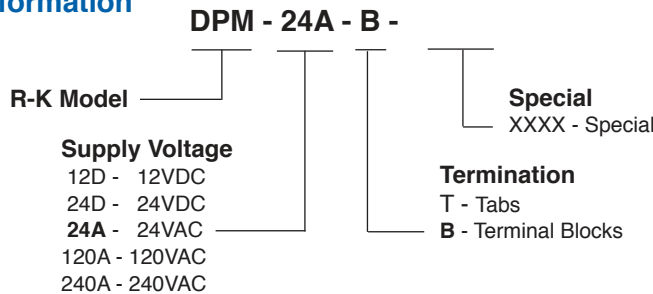 formation
DPM - 24A - B -
R-K Model
Supply Voltage
12D - 12VDC
24D - 24VDC
24A - 24VAC
120A - 120VAC
240A - 240VAC
Special
XXXX - Special
Termination
T - Tabs
B - Terminal Blocks